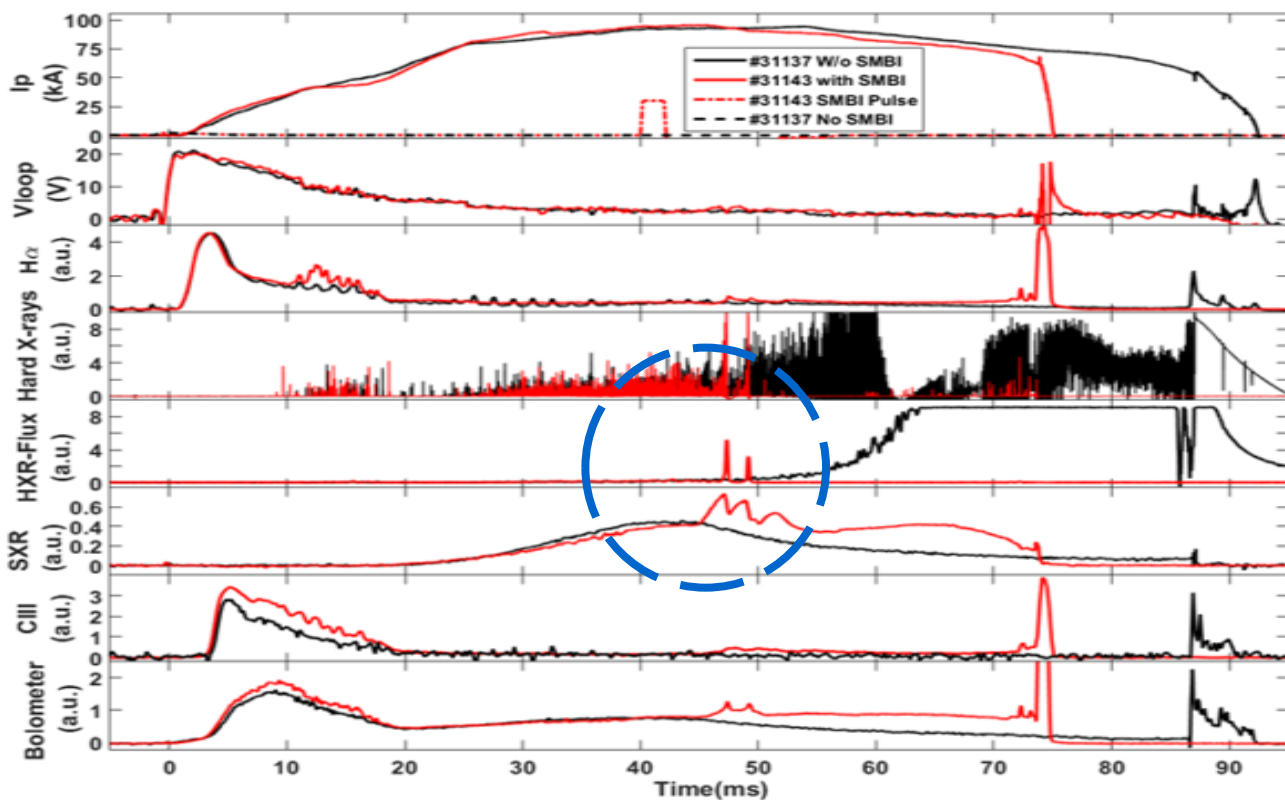 Ip
(kA)
100
75
50
25
0
#31137 W/o SMBI
#31143 with SMBI
#31143 SMBI Pulse
#31137 No SMBI
Vloop
(V)
20
10
0
Hα
(a.u.)
4
2
0
Hard X-rays
(a.u.)
8
4
0
HXR-Flux
(a.u.)
8
4
0
SXR
(a.u.)
0.6
0.4
0.2
CIII
(a.u.)
3
2
1
0
Bolometer
(a.u.)
2
1
0
0 10 20 30 40 50 60 70 80 90
Time(ms)